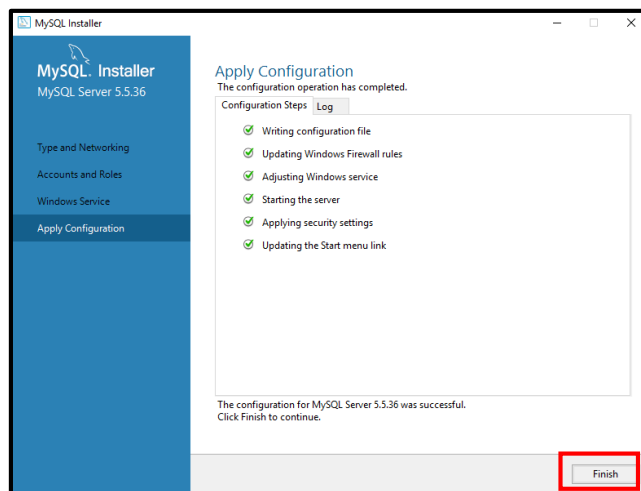 MySQL Installer
MySQL. Installer
MySQL Server 5.5.36
Type and Networking
Accounts and Roles
Windows Service
Apply Configuration
Apply Configuration
The configuration operation has completed.
Configuration Steps Log
Writing configuration file
Updating Windows Firewall rules
Adjusting Windows service
Starting the server
Applying security settings
Updating the Start menu link
The configuration for MySQL Server 5.5.36 was successful.
Click Finish to continue.
Finish